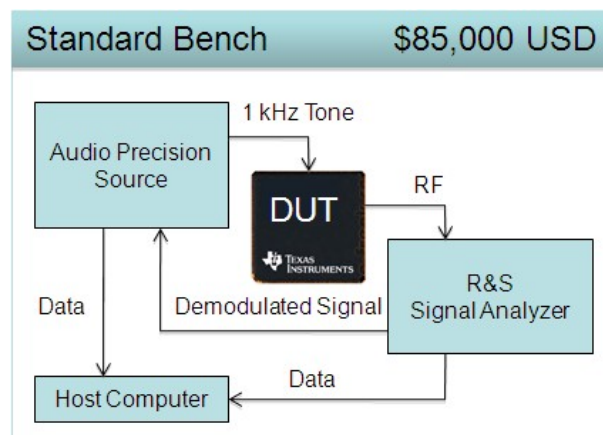 Standard Bench $85,000 USD
1 kHz Tone
Audio Precision
Source
DUT
RF
TEXAS
INSTRUMENTS
R&S
Signal Analyzer
Data
Demodulated Signal
Data
Host Computer